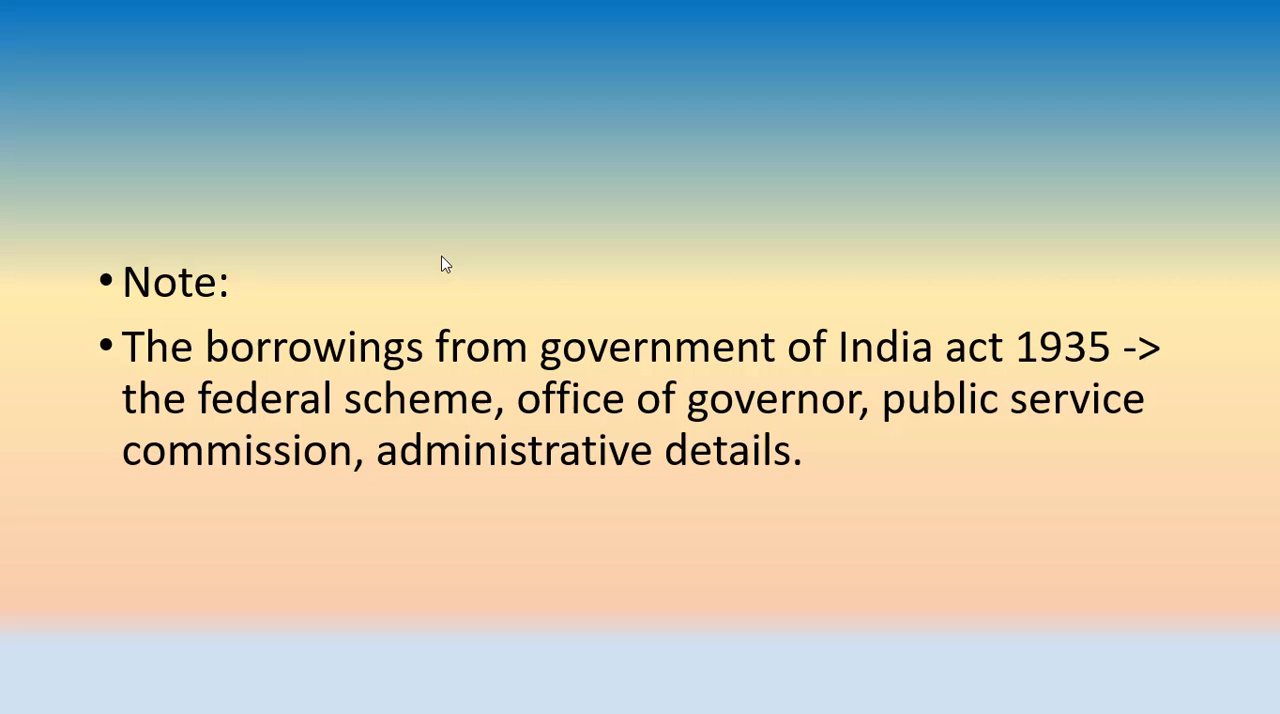 • Note:
• The borrowings from government of India act 1935 ->
the federal scheme, office of governor, public service
commission, administrative details.